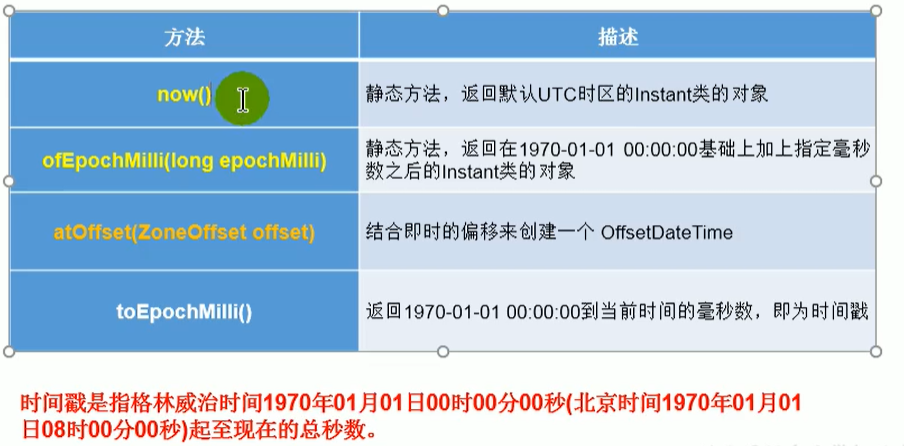 方法
描述
now()
静态方法，返回默认UTC时区的Instant类的对象
ofEpochMilli(long epochMilli)
静态方法，返回在1970-01-01 00:00:00基础上加上指定毫秒
数之后的Instant类的对象
atOffset(ZoneOffset offset)
结合即时的偏移来创建一个 OffsetDateTime
toEpochMilli()
返回1970-01-01 00:00:00到当前时间的毫秒数，即为时间戳
时间戳是指格林威治时间1970年01月01日00时00分00秒(北京时间1970年01月01
日08时00分00秒)起至现在的总秒数。